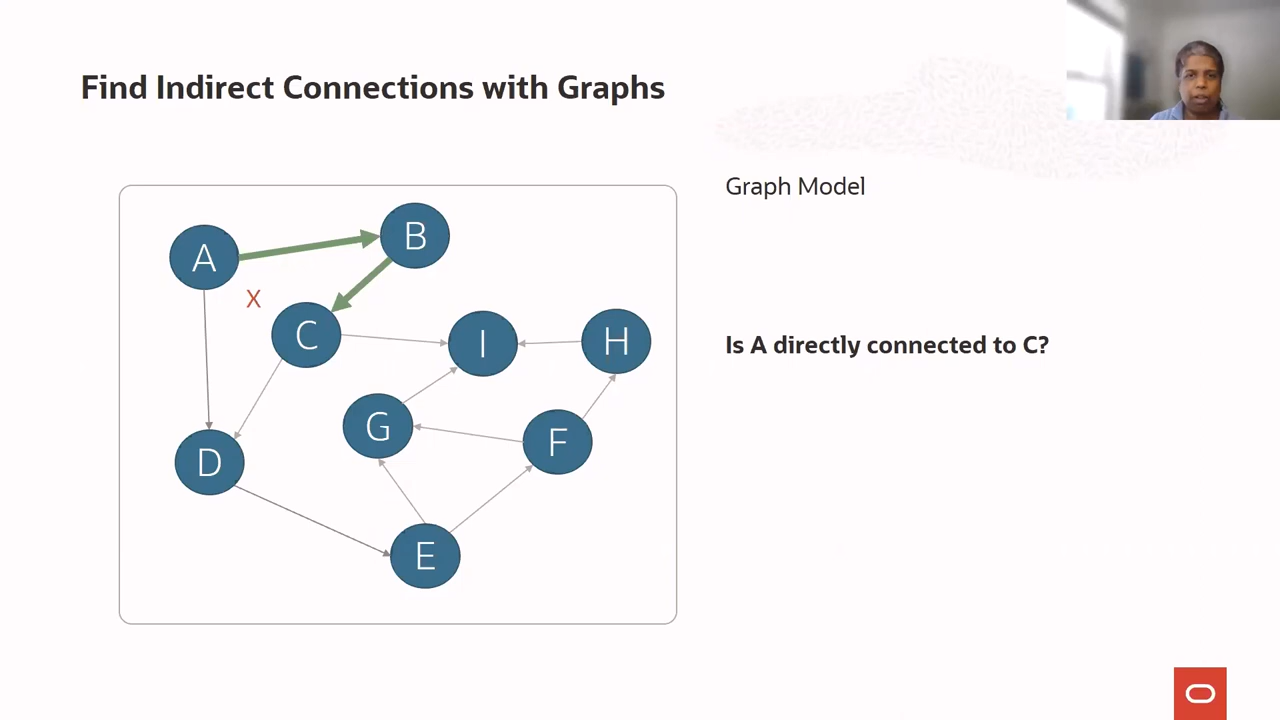 Find Indirect Connections with Graphs
Graph Model
A
B
X
C
I
H
Is A directly connected to C?
G
F
D
E